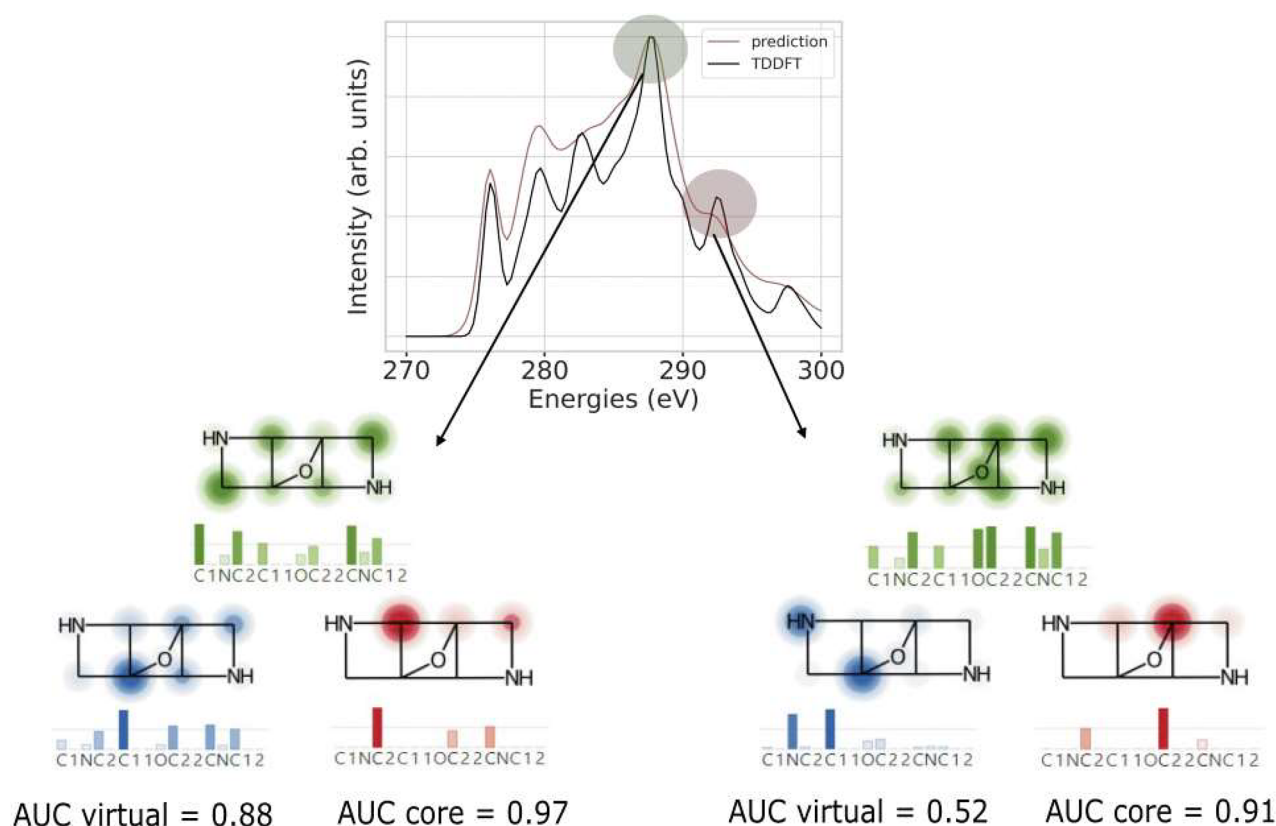 prediction
TDDFT
Intensity (arb. units)
270 280 290 300
Energies (eV)
HN
O
NH
C1NC2C11OC22CNC12
HN
O
NH
C1NC2C11OC22CNC12
HN
O
NH
C1NC2C11OC22CNC12
HN
O
NH
C1NC2C11OC22CNC12
HN
O
NH
C1NC2C11OC22CNC12
HN
O
NH
C1NC2C11OC22CNC12
AUC virtual = 0.88
AUC core = 0.97
AUC virtual = 0.52
AUC core = 0.91